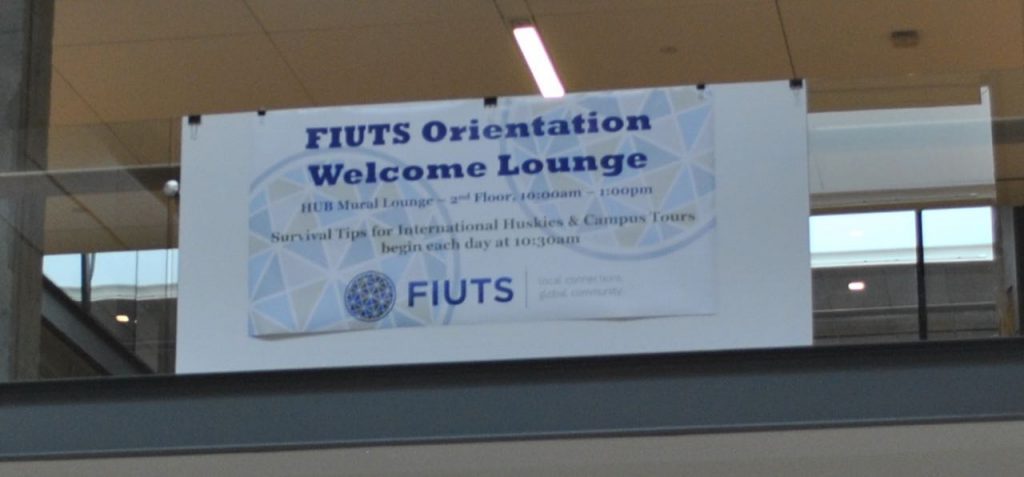 FIUTS Orientation
Welcome Lounge
HUB Mural Lounge – 2nd Floor, 10:00am – 1:00pm
Survival Tips for International Huskies & Campus Tours
begin each day at 10:30am
FIUTS
local connections.
global community.